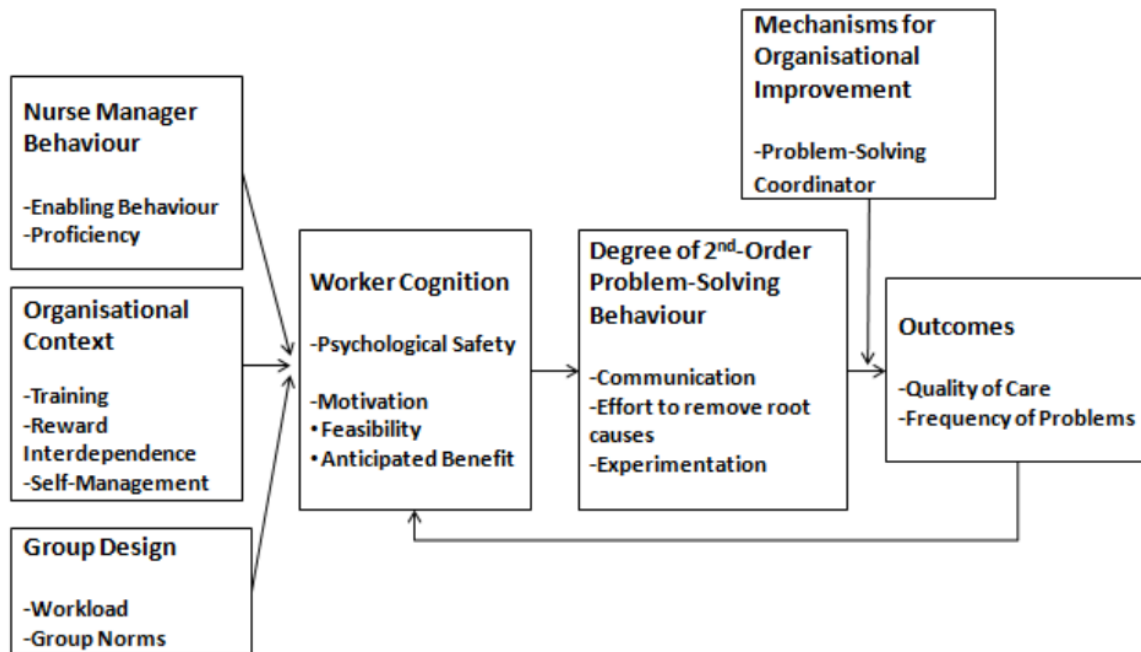 Mechanisms for
Organisational
Improvement
-Problem-Solving
Coordinator
Nurse Manager
Behaviour
-Enabling Behaviour
-Proficiency
Organisational
Context
-Training
-Reward
Interdependence
-Self-Management
Group Design
-Workload
-Group Norms
Worker Cognition
-Psychological Safety
-Motivation
• Feasibility
• Anticipated Benefit
Degree of 2nd-Order
Problem-Solving
Behaviour
-Communication
-Effort to remove root
causes
-Experimentation
Outcomes
-Quality of Care
-Frequency of Problems